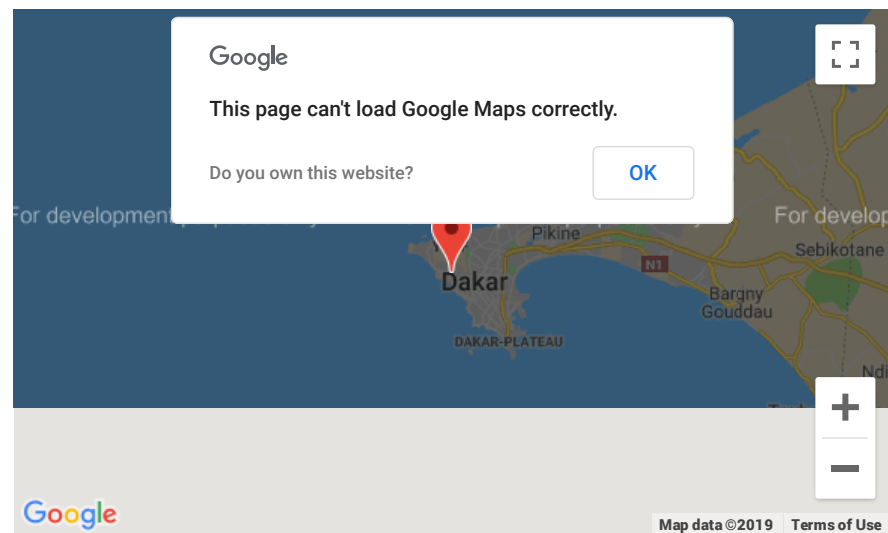 Google
This page can't load Google Maps correctly.
Do you own this website?
OK
For development
For develop
Pikine
Sebikotane
N1
Dakar
Bargny
Gouddau
DAKAR-PLATEAU
Ndi
Google
Map data ©2019
Terms of Use